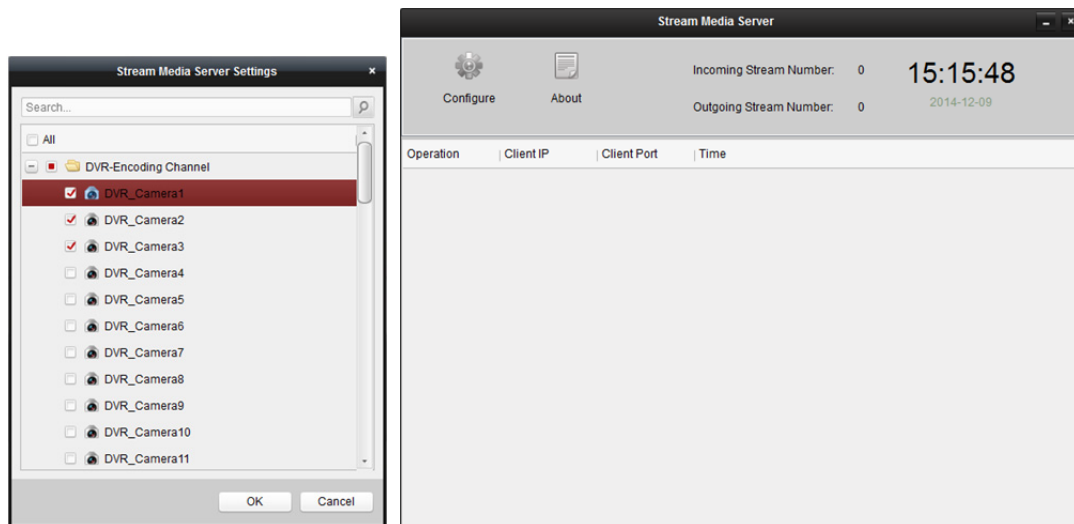 Stream Media Server Settings
Search...
All
DVR-Encoding Channel
DVR_Camera1
DVR_Camera2
DVR_Camera3
DVR_Camera4
DVR_Camera5
DVR_Camera6
DVR_Camera7
DVR_Camera8
DVR_Camera9
DVR_Camera10
DVR_Camera11
OK Cancel
Stream Media Server
Configure About
Incoming Stream Number: 0
Outgoing Stream Number: 0
15:15:48
2014-12-09
Operation Client IP Client Port Time